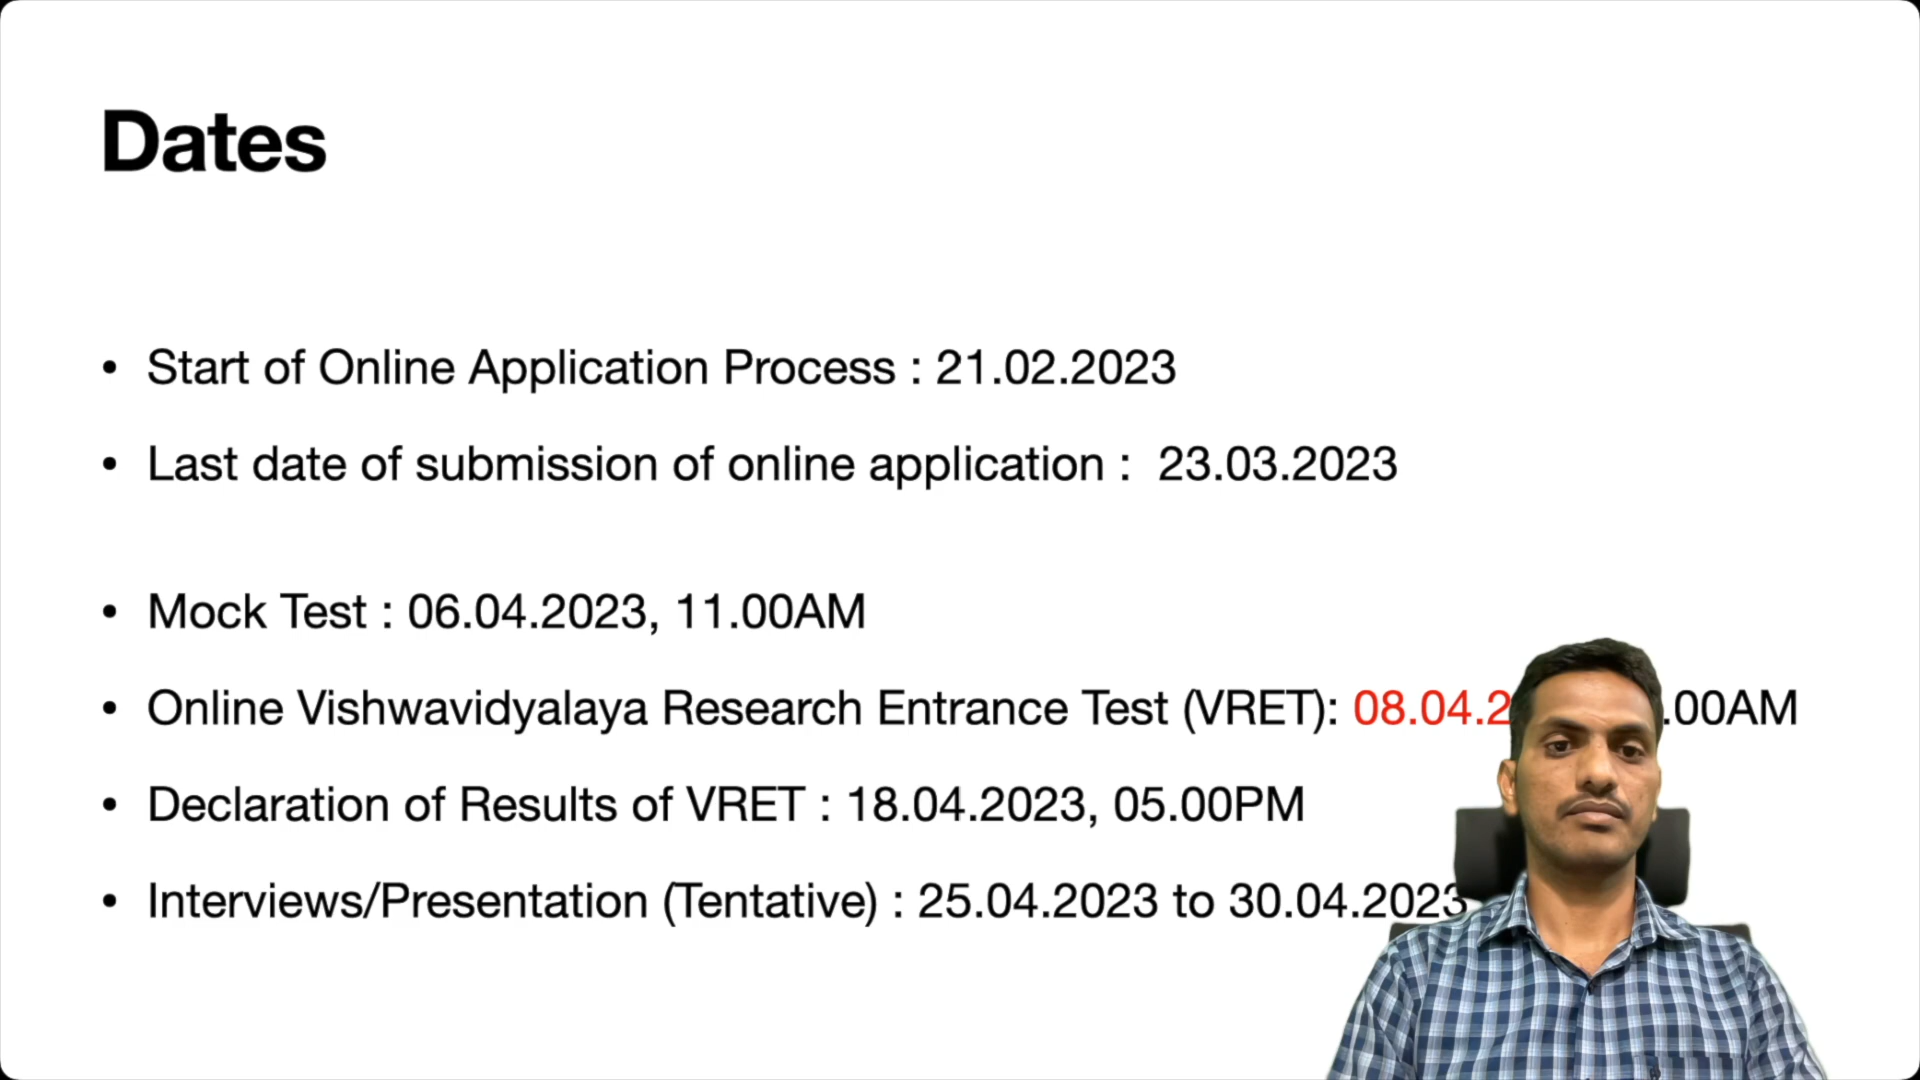 Dates
• Start of Online Application Process : 21.02.2023
• Last date of submission of online application : 23.03.2023
• Mock Test : 06.04.2023, 11.00AM
• Online Vishwavidyalaya Research Entrance Test (VRET): 08.04.2 .00AM
• Declaration of Results of VRET : 18.04.2023, 05.00PM
• Interviews/Presentation (Tentative) : 25.04.2023 to 30.04.2023